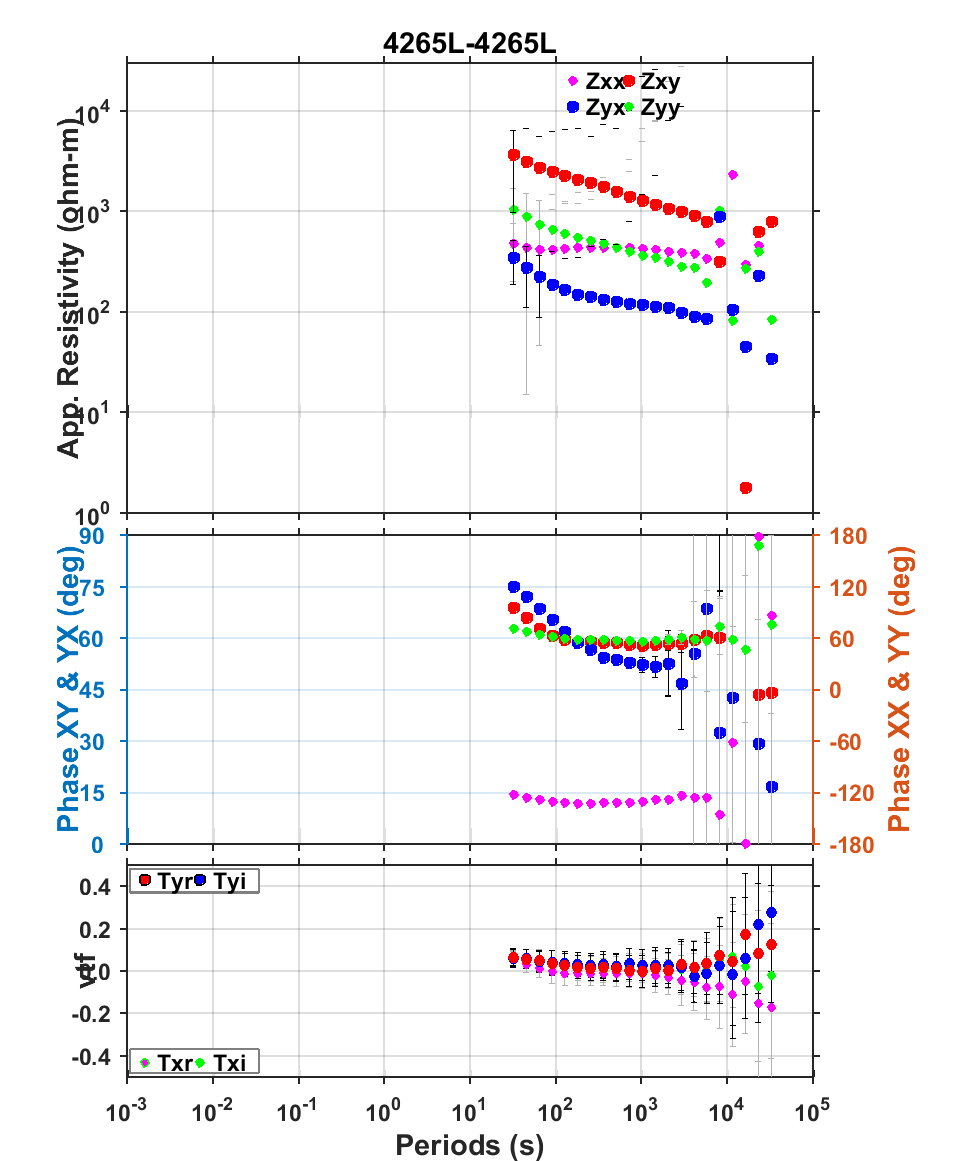 4265L-4265L
Zxx Zxy
Zyx Zyy
App. Resistivity (ohm-m)
10^4
10^3
10^2
10^1
10^0
Phase XY & YX (deg)
90
75
60
45
30
15
0
180
120
60
0
-60
-120
-180
Phase XX & YY (deg)
Tyr Tyi
vtf
0.4
0.2
0.0
-0.2
-0.4
Txr Txi
10^-3 10^-2 10^-1 10^0 10^1 10^2 10^3 10^4 10^5
Periods (s)